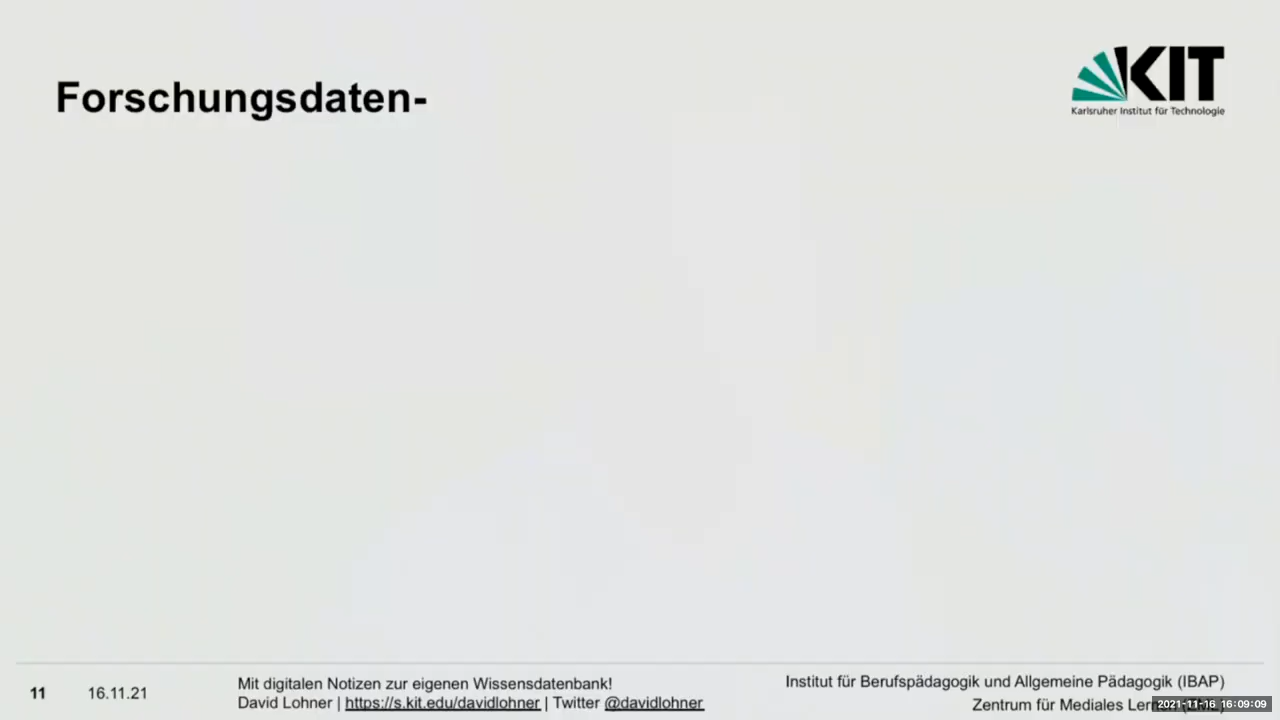 Forschungsdaten-
KIT
Karlsruher Institut für Technologie
11
16.11.21
Mit digitalen Notizen zur eigenen Wissensdatenbank!
David Lohner | https://s.kit.edu/davidlohner | Twitter @davidlohner
Institut für Berufspädagogik und Allgemeine Pädagogik (IBAP)
Zentrum für Mediales
2021-11-16 16:09:09